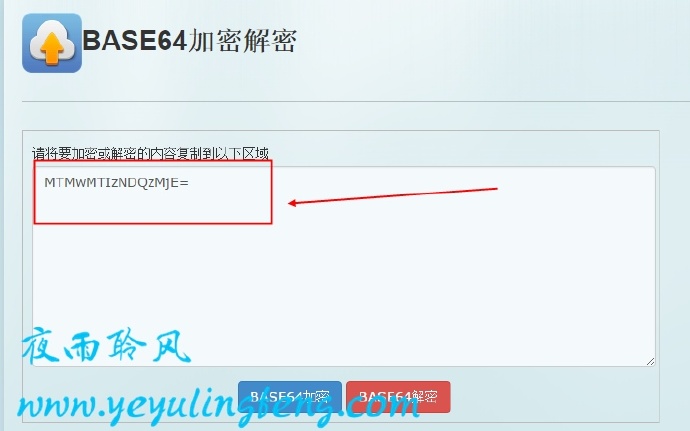 BASE64加密解密
请将要加密或解密的内容复制到以下区域
MTMwMTIzNDQzMjE=
夜雨聆风
BASE64加密 BASE64解密
www.yeyulingfeng.com